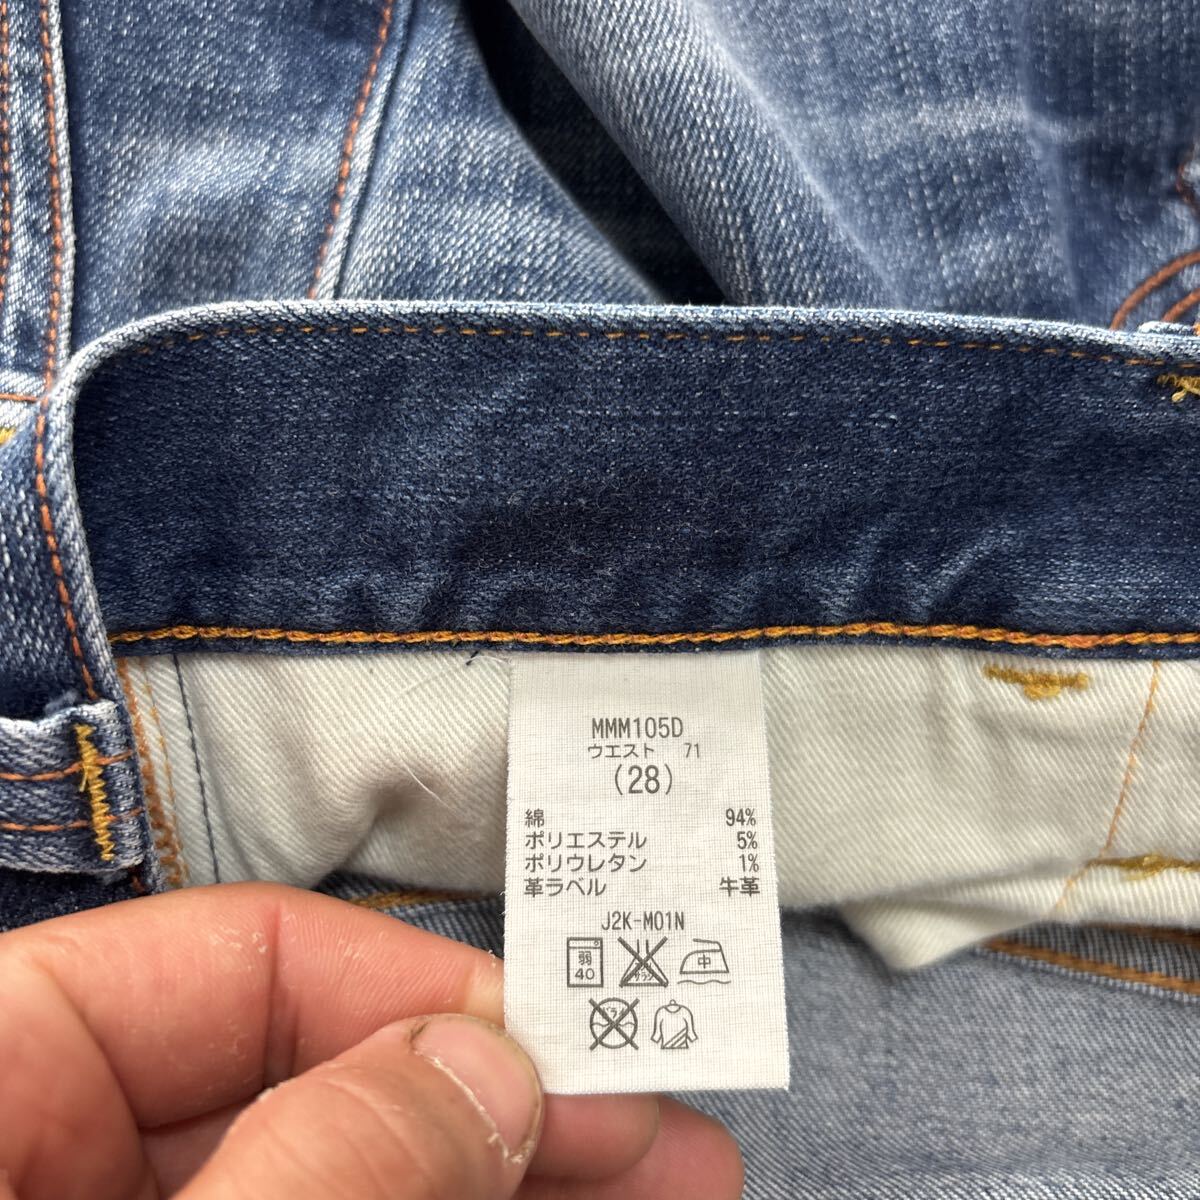 MMM105D
ウエスト 71
(28)
綿 94%
ポリエステル 5%
ポリウレタン 1%
革ラベル 牛革
J2K-M01N
弱 中
40